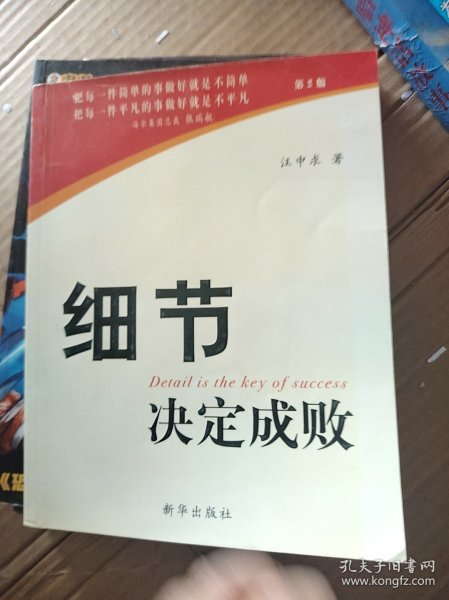 把每一件简单的事做好就是不简单
把每一件平凡的事做好就是不平凡
海尔集团总裁 张瑞敏
第2版
汪中求 著
细节
Detail is the key of success
决定成败
新华出版社
《恐
孔夫子旧书网
www.kongfz.com